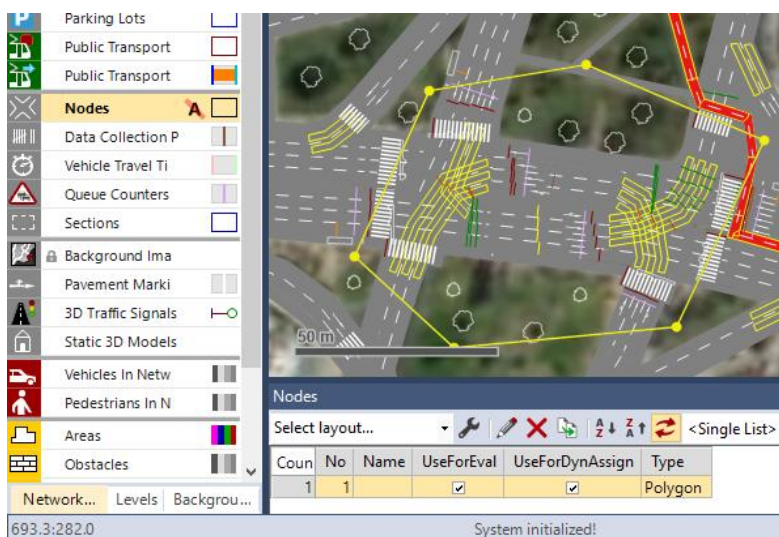 Parking Lots
Public Transport
Public Transport
Nodes
Data Collection P
Vehicle Travel Ti
Queue Counters
Sections
Background Ima
Pavement Marki
3D Traffic Signals
Static 3D Models
Vehicles In Netw
Pedestrians In N
Areas
Obstacles
Network... Levels Backgrou...
50 m
Nodes
Select layout... <Single List>
Coun No Name UseForEval UseForDynAssign Type
1 1 Polygon
693.3:282.0 System initialized!